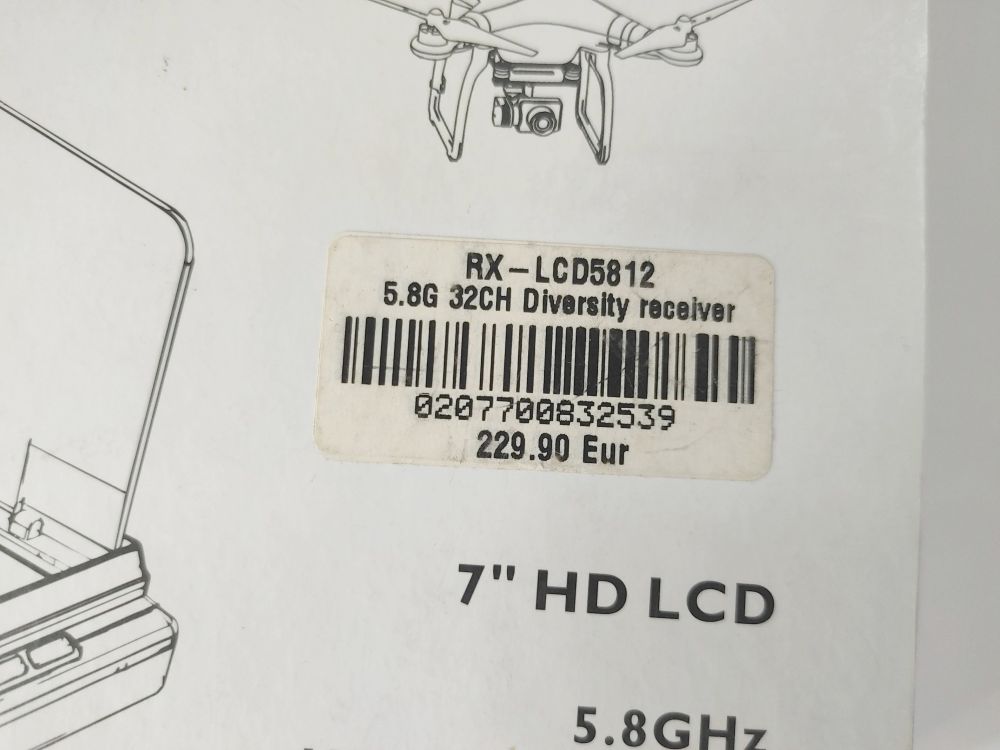 RX-LCD5812
5.8G 32CH Diversity receiver
0207700832539
229.90 Eur
7" HD LCD
5.8GHz